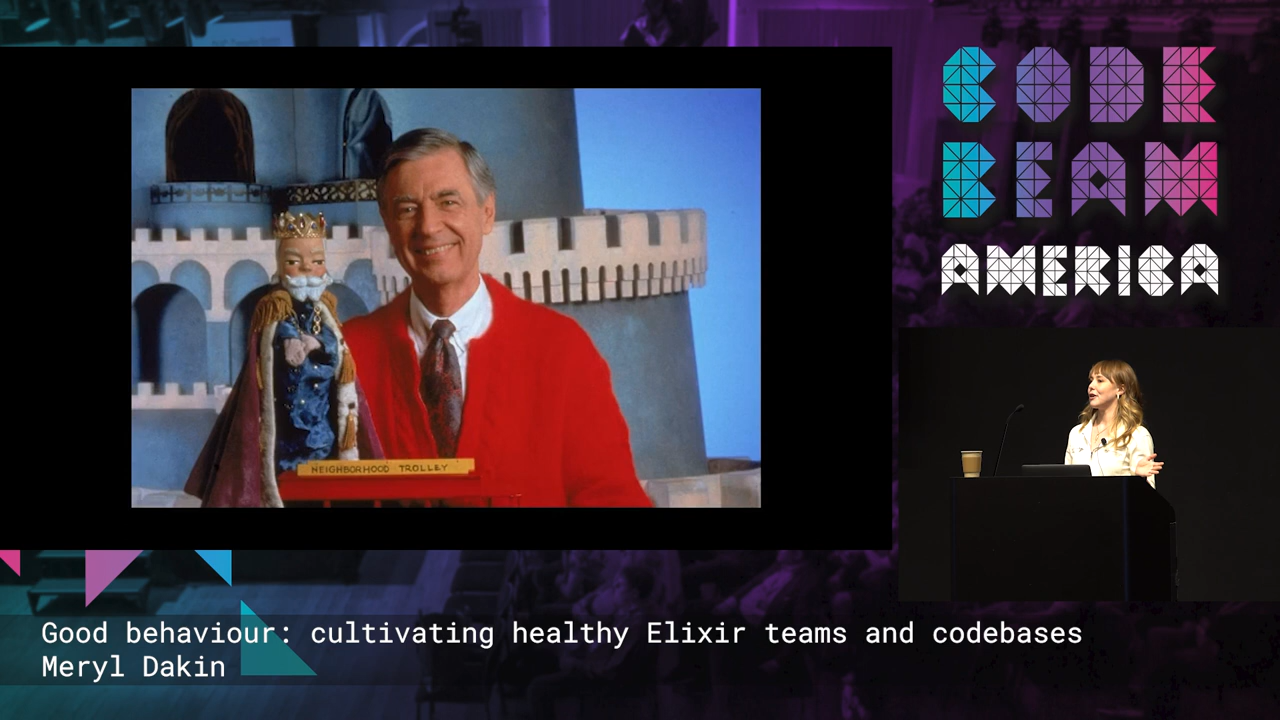 CODE
BEAM
AMERICA
NEIGHBORHOOD TROLLEY
Good behaviour: cultivating healthy Elixir teams and codebases
Meryl Dakin